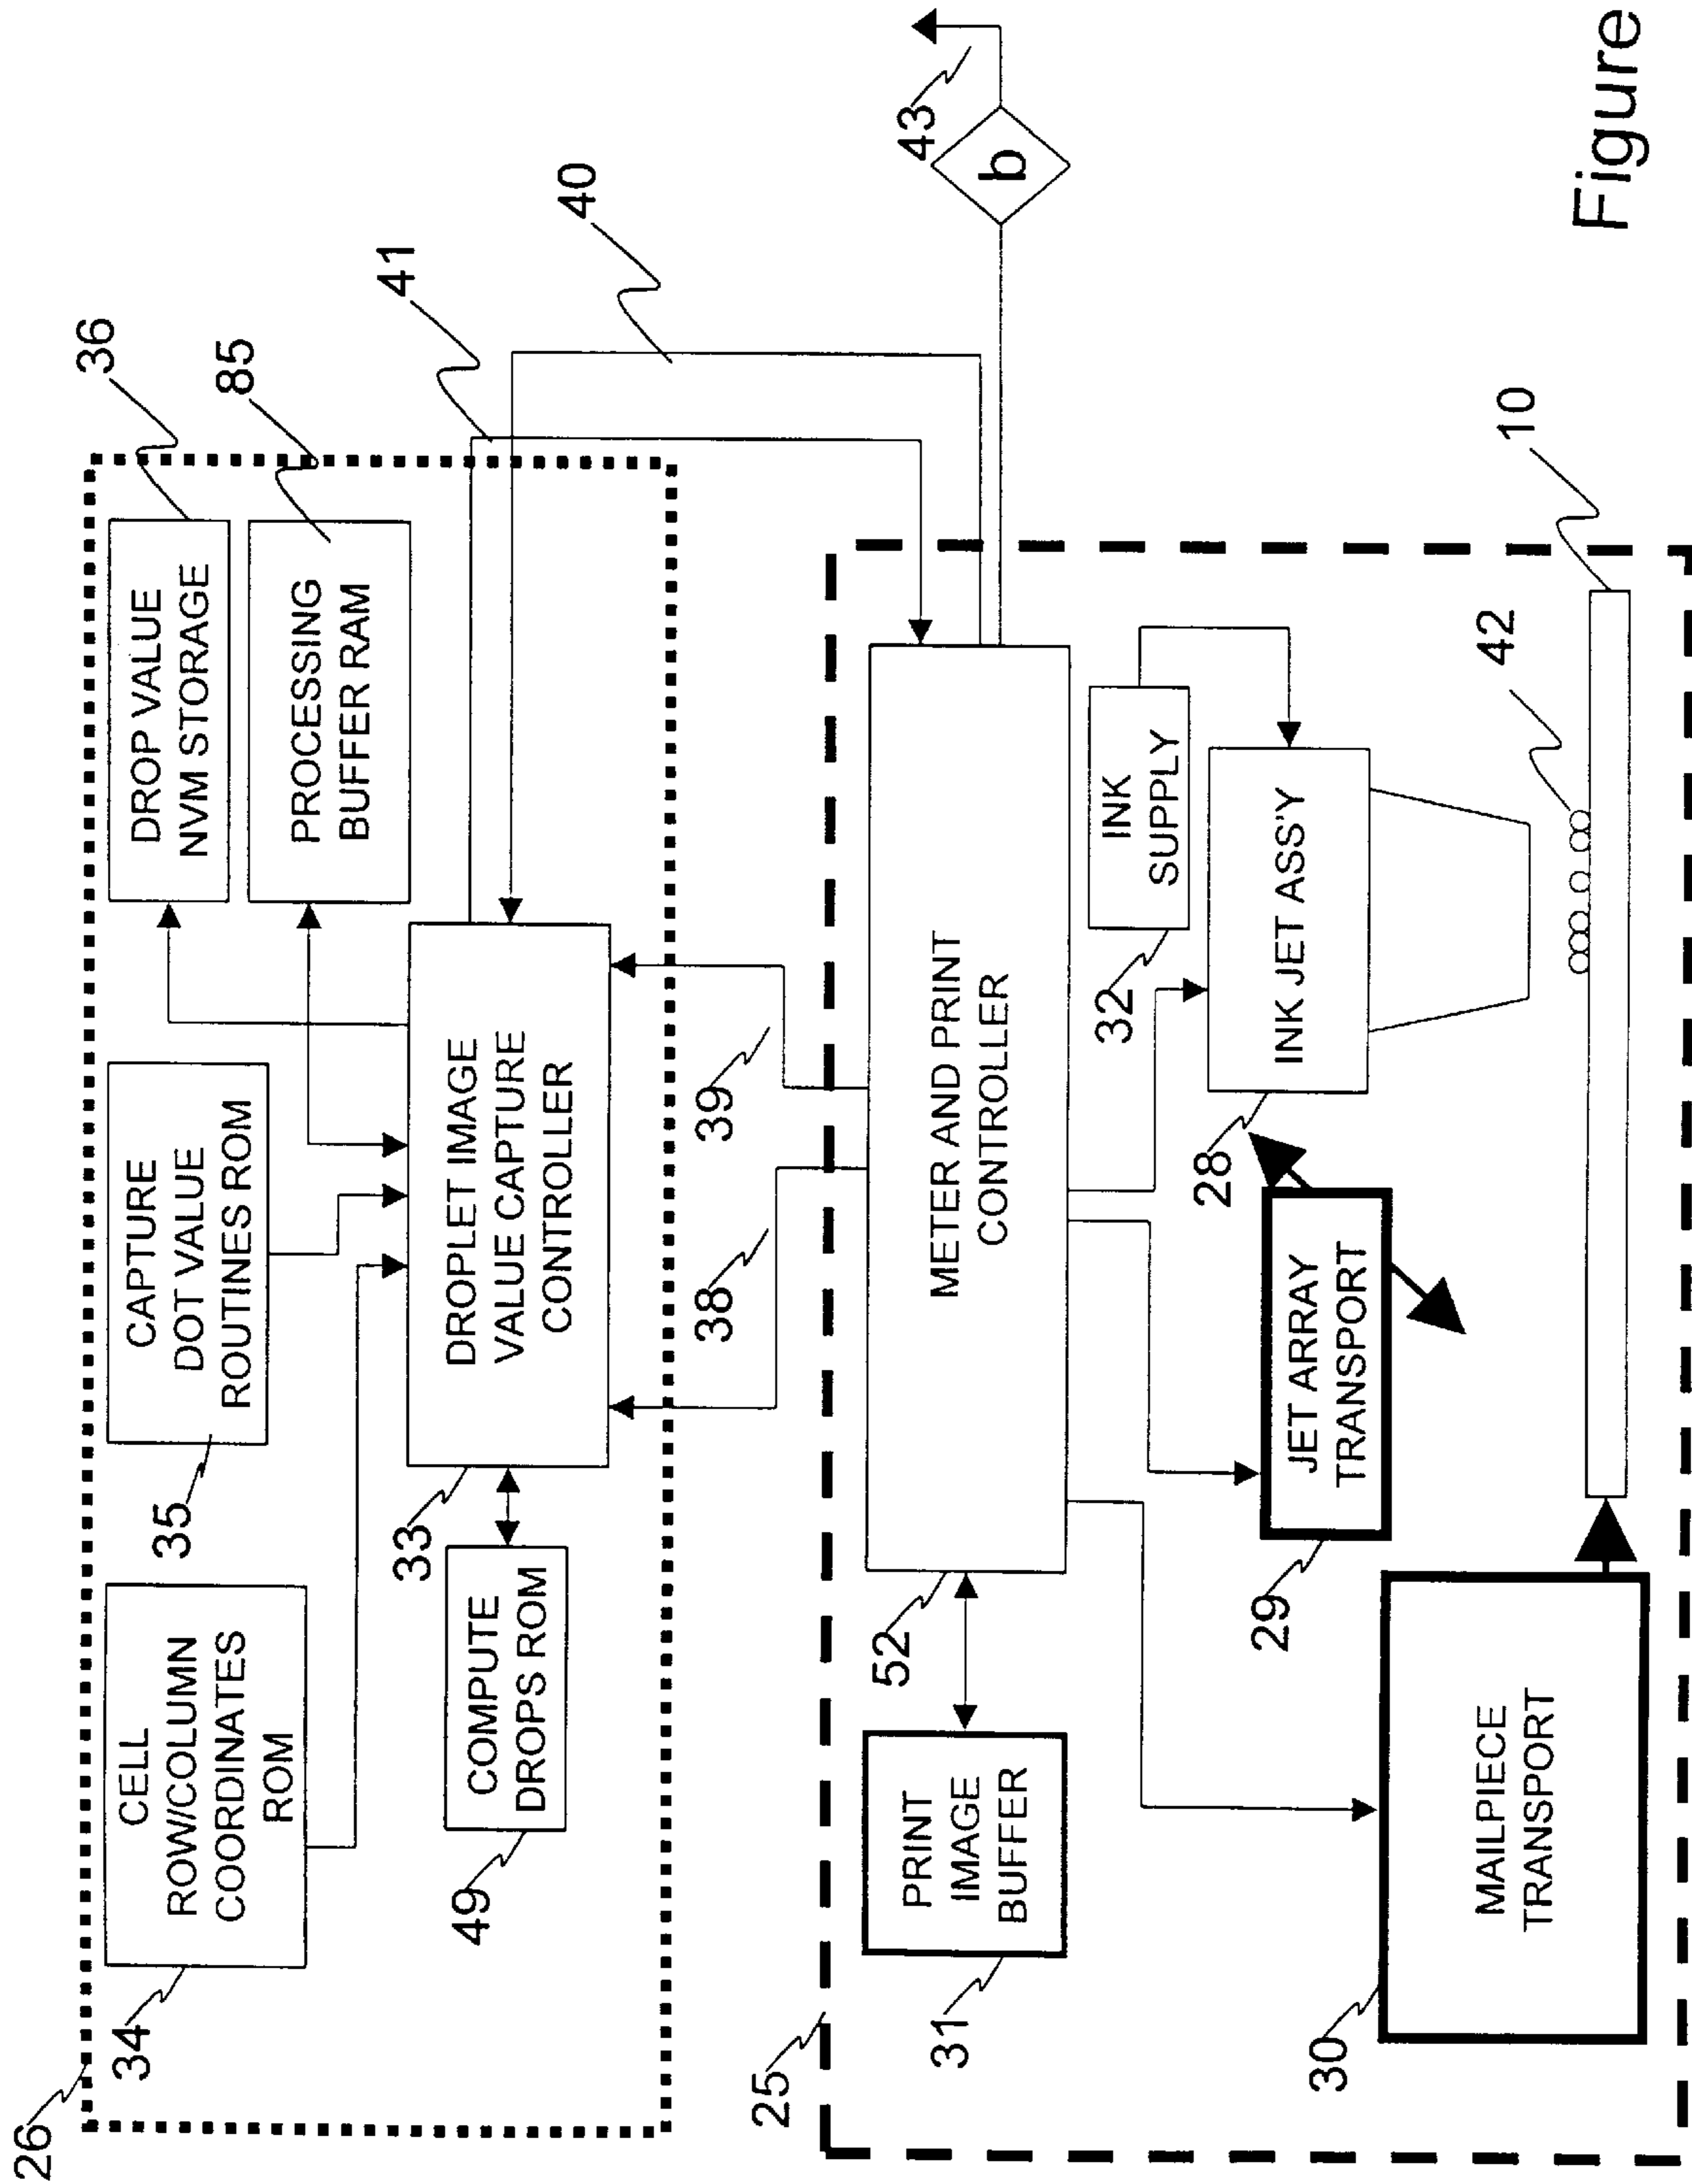 26
34
CELL
ROW/COLUMN
COORDINATES
ROM
35
CAPTURE
DOT VALUE
ROUTINES ROM
DROP VALUE
NVM STORAGE
36
PROCESSING
BUFFER RAM
85
49
COMPUTE
DROPS ROM
33
DROPLET IMAGE
VALUE CAPTURE
CONTROLLER
41
40
38
39
25
31
PRINT
IMAGE
BUFFER
52
METER AND PRINT
CONTROLLER
43
b
32
INK
SUPPLY
28
INK JET ASS'Y
29
JET ARRAY
TRANSPORT
30
MAILPIECE
TRANSPORT
42
10
Figure